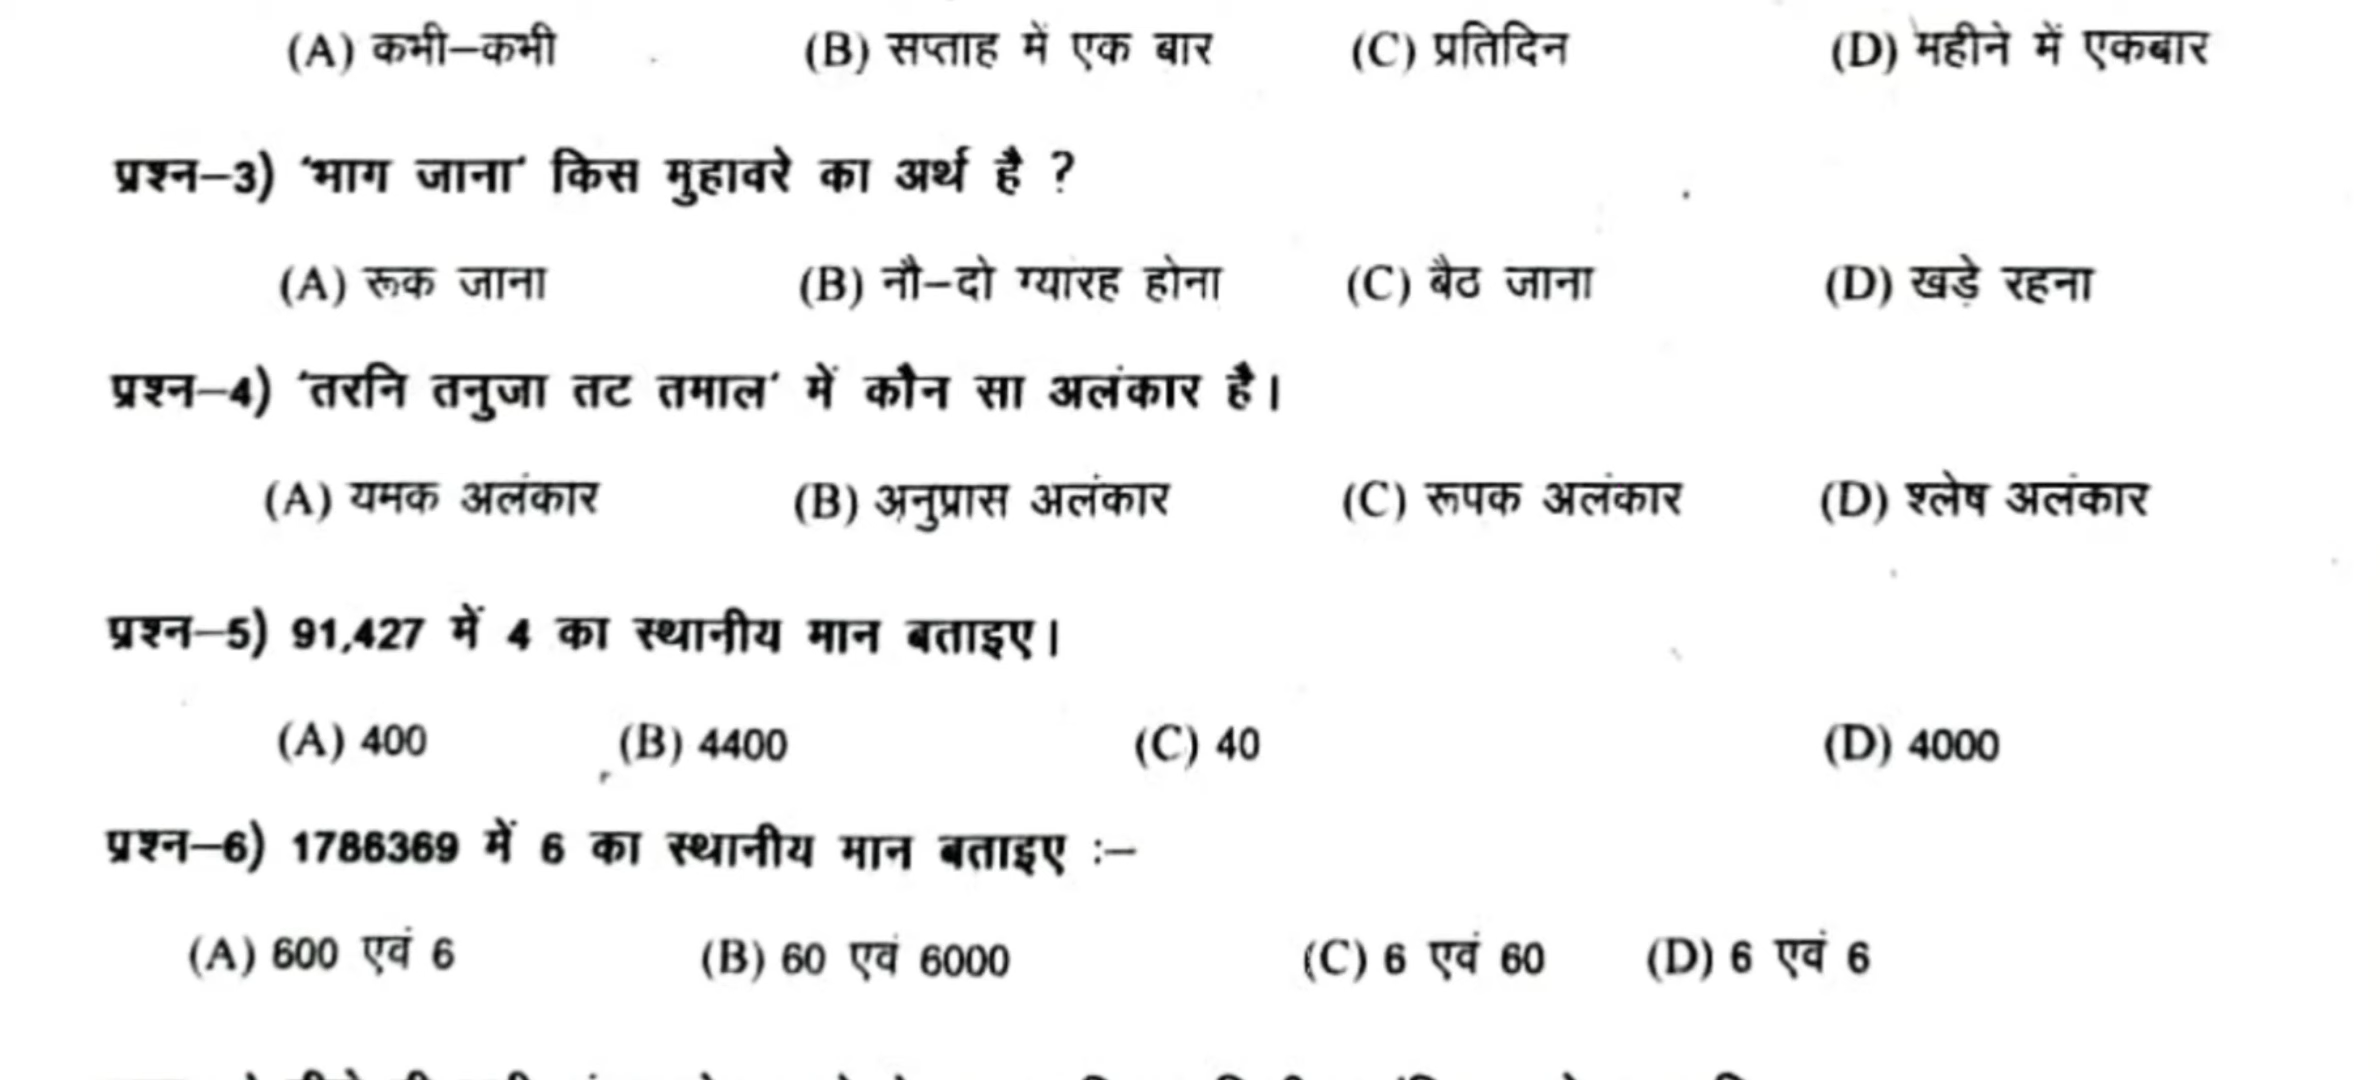 (A) कभी–कभी (B) सप्ताह में एक बार (C) प्रतिदिन (D) महीने में एकबार
प्रश्न–3) ‘भाग जाना‘ किस मुहावरे का अर्थ है ?
(A) रूक जाना (B) नौ–दो ग्यारह होना (C) बैठ जाना (D) खड़े रहना
प्रश्न–4) ‘तरनि तनुजा तट तमाल‘ में कौन सा अलंकार है।
(A) यमक अलंकार (B) अनुप्रास अलंकार (C) रूपक अलंकार (D) श्लेष अलंकार
प्रश्न–5) 91,427 में 4 का स्थानीय मान बताइए।
(A) 400 (B) 4400 (C) 40 (D) 4000
प्रश्न–6) 1786369 में 6 का स्थानीय मान बताइए :–
(A) 600 एवं 6 (B) 60 एवं 6000 (C) 6 एवं 60 (D) 6 एवं 6